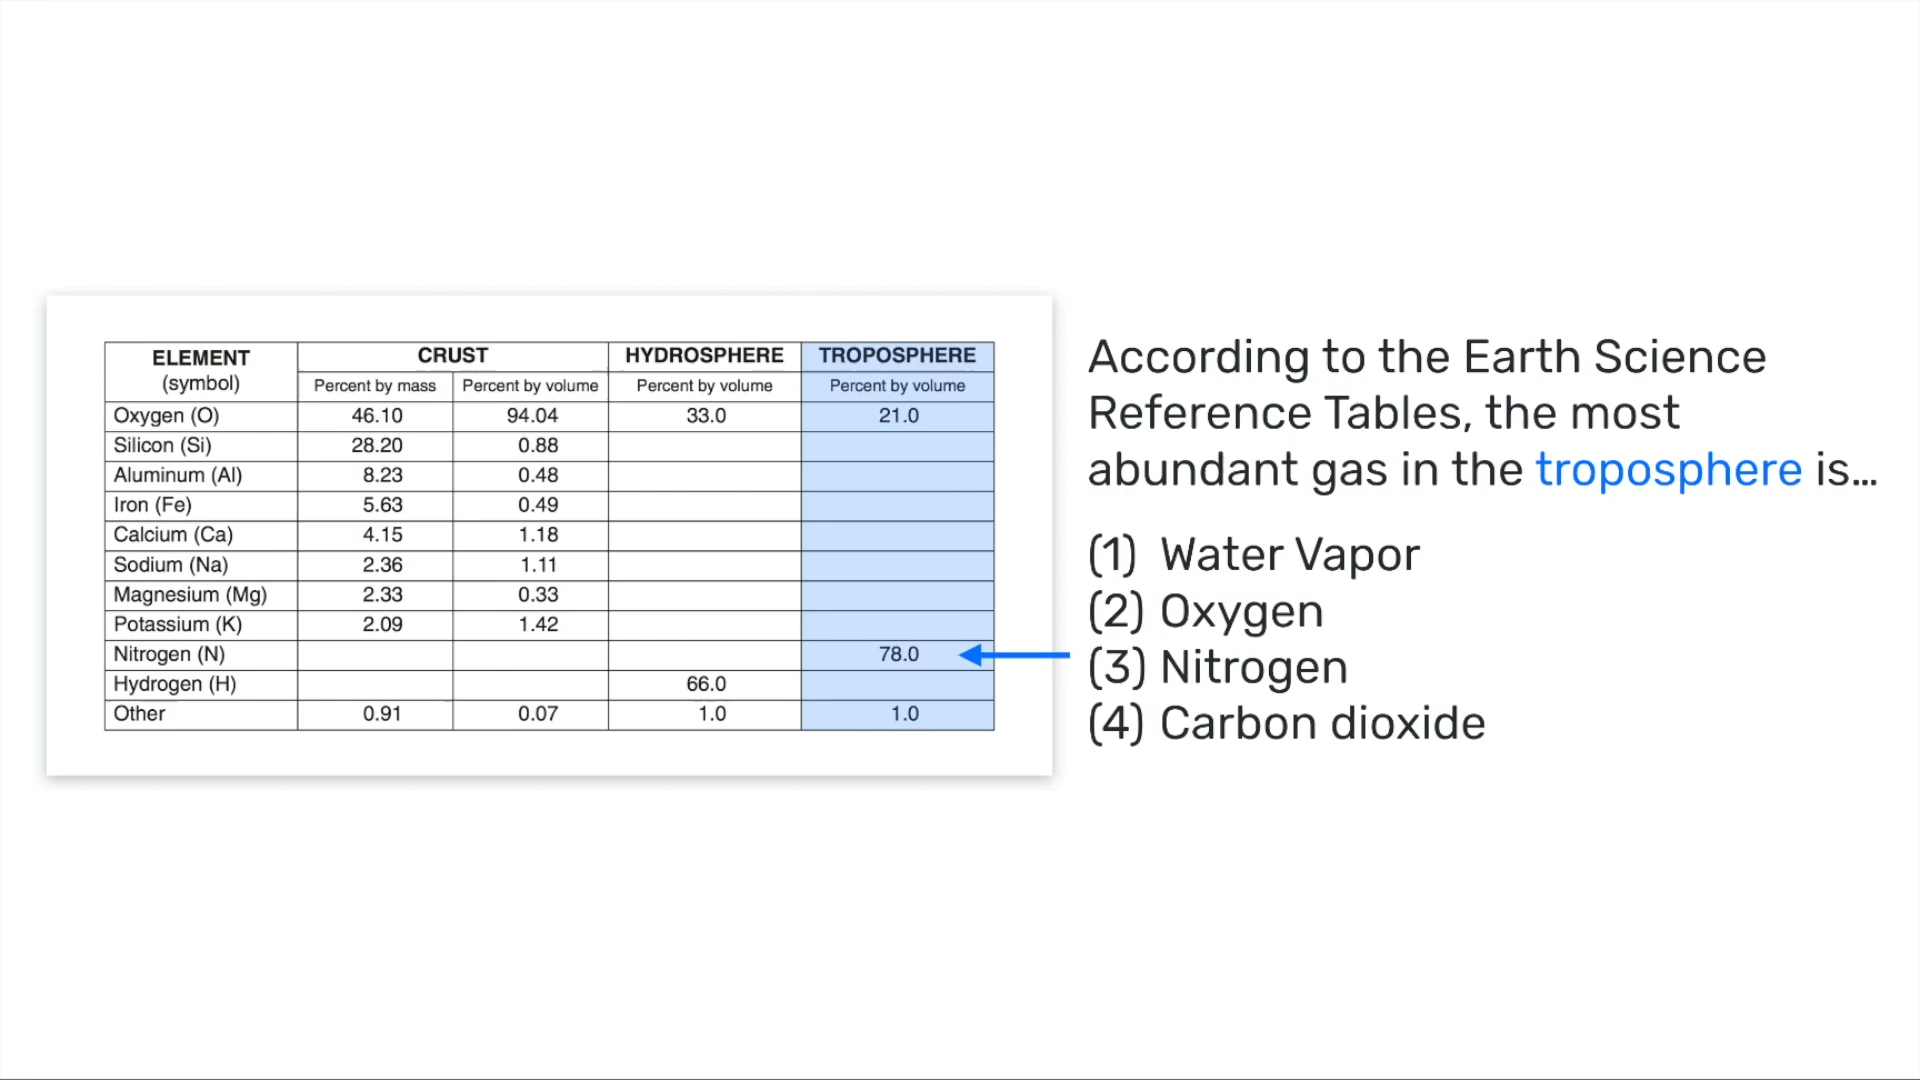 ELEMENT CRUST HYDROSPHERE TROPOSPHERE
(symbol) Percent by mass Percent by volume Percent by volume Percent by volume
Oxygen (O) 46.10 94.04 33.0 21.0
Silicon (Si) 28.20 0.88
Aluminum (Al) 8.23 0.48
Iron (Fe) 5.63 0.49
Calcium (Ca) 4.15 1.18
Sodium (Na) 2.36 1.11
Magnesium (Mg) 2.33 0.33
Potassium (K) 2.09 1.42
Nitrogen (N) 78.0
Hydrogen (H) 66.0
Other 0.91 0.07 1.0 1.0
According to the Earth Science
Reference Tables, the most
abundant gas in the troposphere is...
(1) Water Vapor
(2) Oxygen
(3) Nitrogen
(4) Carbon dioxide